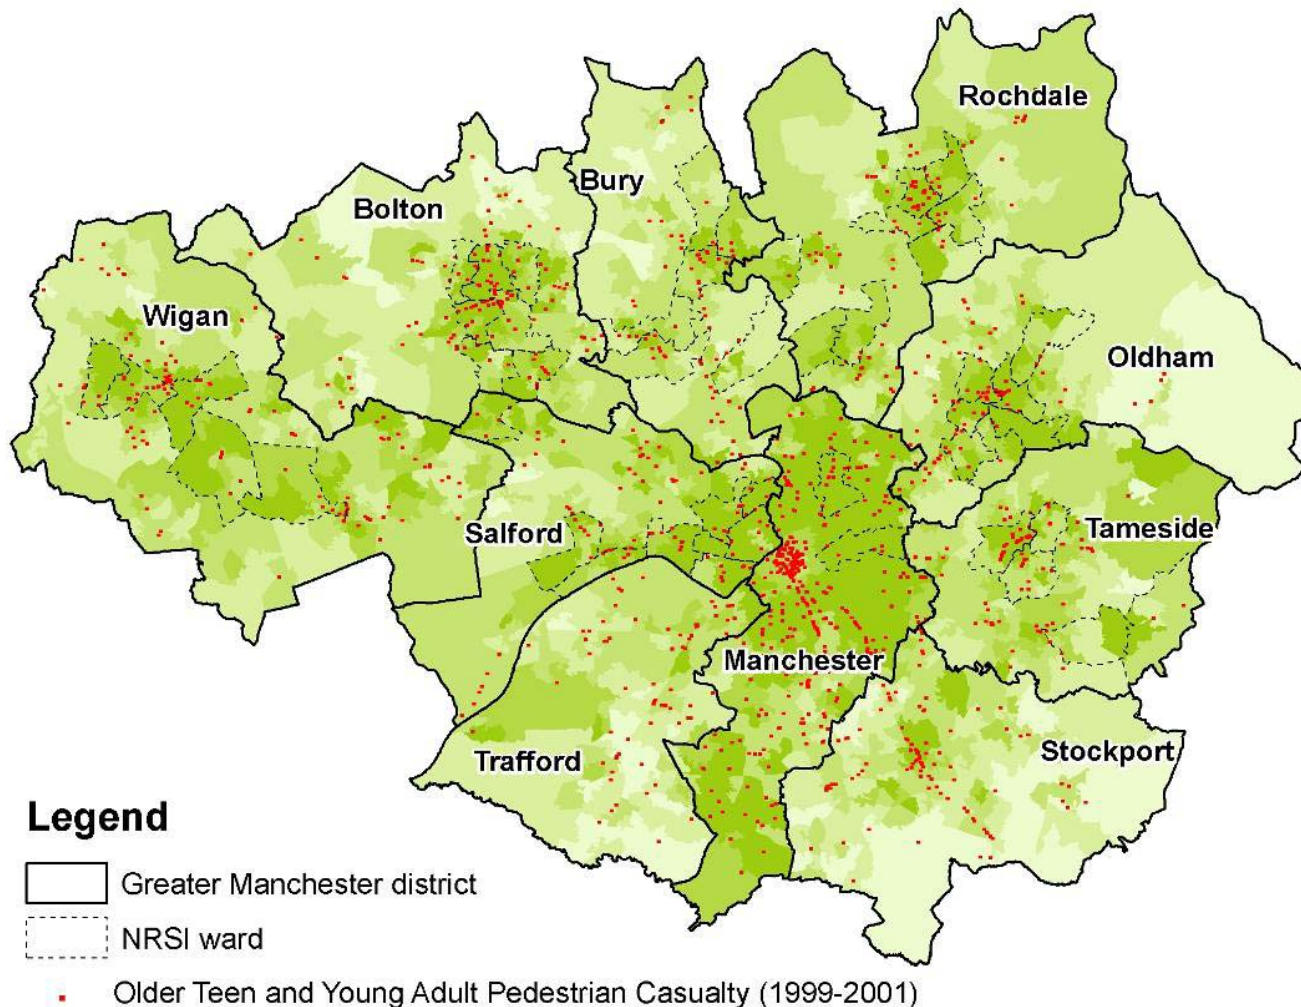 Rochdale
Bury
Bolton
Wigan
Oldham
Salford
Tameside
Manchester
Stockport
Trafford
Legend
Greater Manchester district
NRSI ward
Older Teen and Young Adult Pedestrian Casualty (1999-2001)